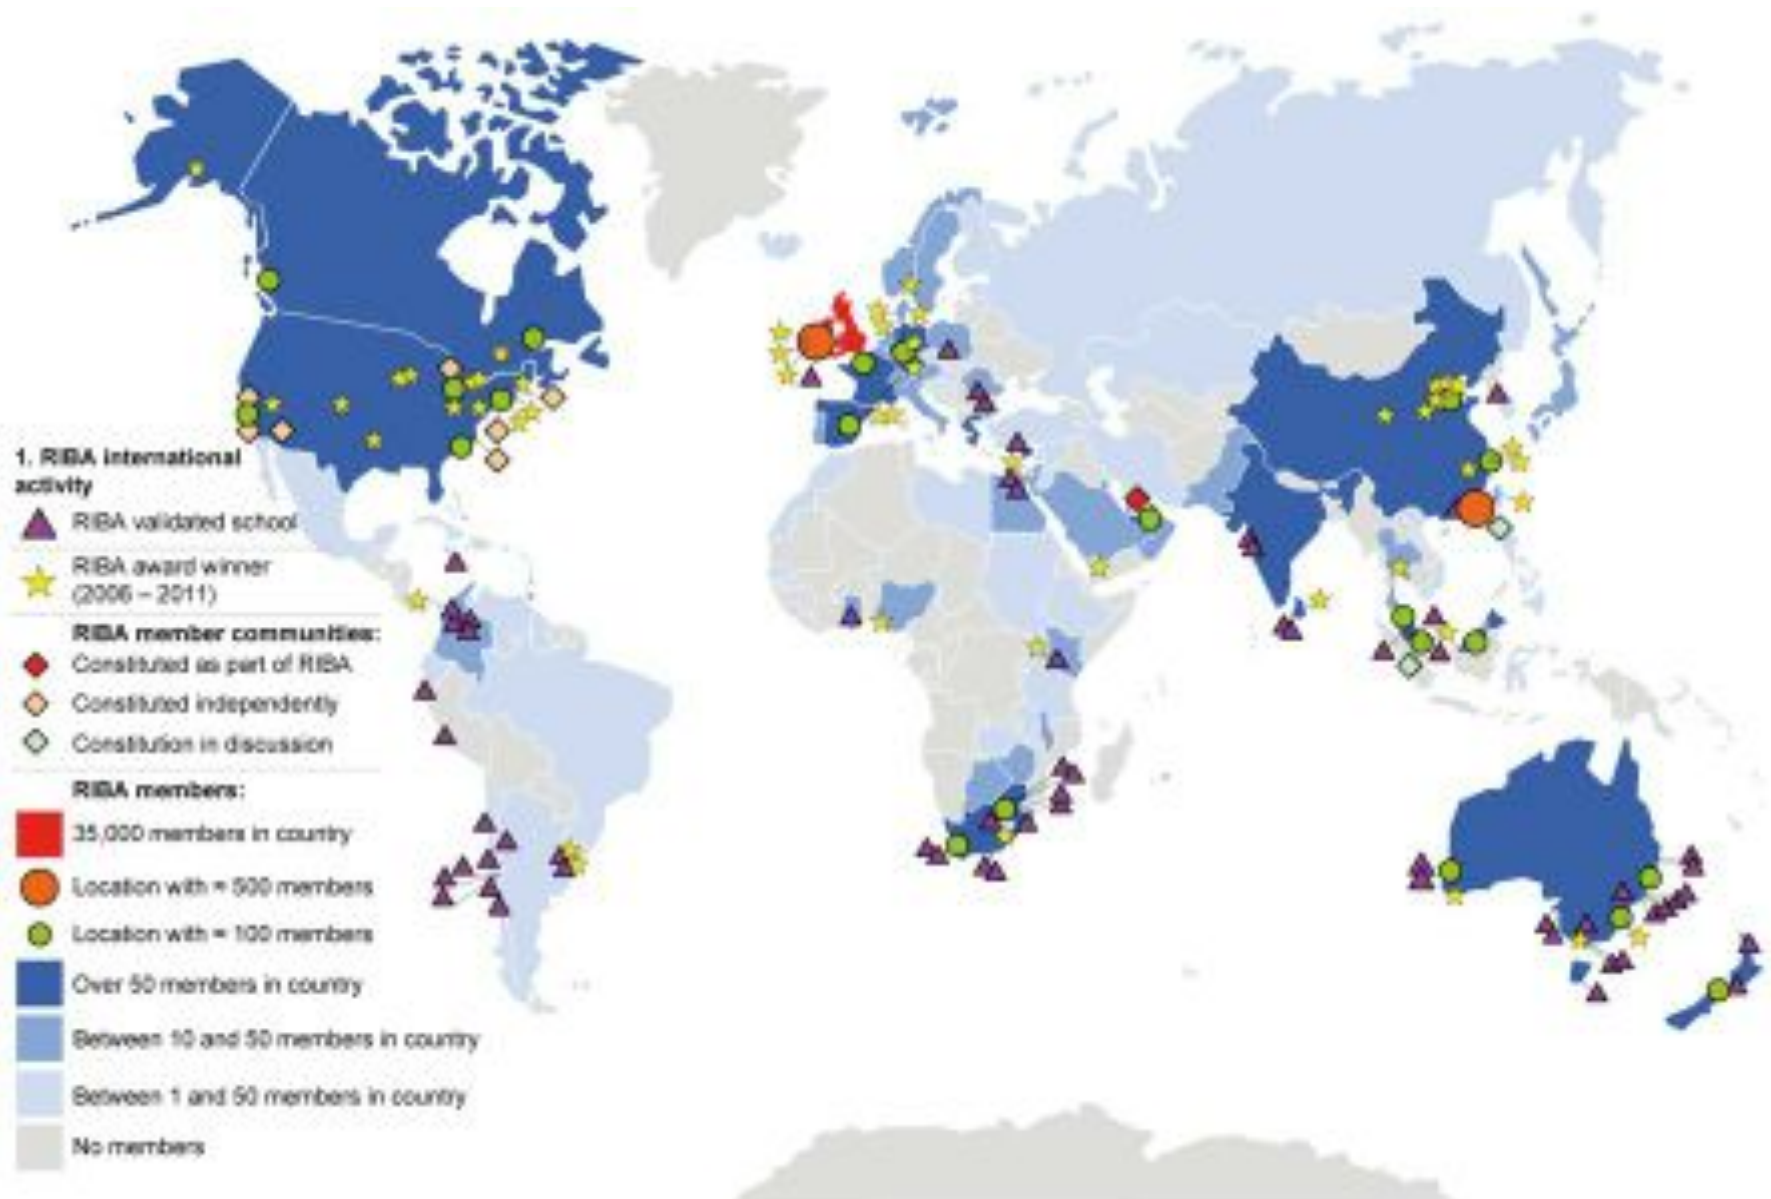 1. RIBA international
activity
RIBA validated school
RIBA award winner
(2006 – 2011)
RIBA member communities:
Constituted as part of RIBA
Constituted independently
Constitution in discussion
RIBA members:
35,000 members in country
Location with ≈ 500 members
Location with ≈ 100 members
Over 50 members in country
Between 10 and 50 members in country
Between 1 and 50 members in country
No members